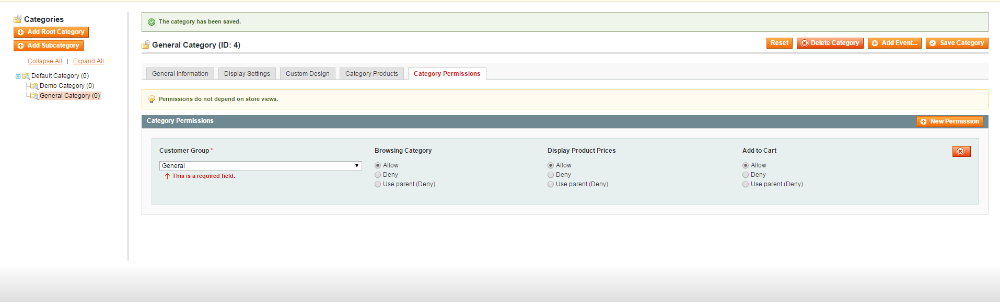 Categories
Add Root Category
Add Subcategory
Collapse All | Expand All
Default Category (0)
Demo Category (0)
General Category (0)
The category has been saved.
General Category (ID: 4)
Reset Delete Category Add Event... Save Category
General Information Display Settings Custom Design Category Products Category Permissions
Permissions do not depend on store views.
Category Permissions New Permission
Customer Group * Browsing Category Display Product Prices Add to Cart
General Allow Allow Allow
This is a required field. Deny Deny Deny
Use parent (Deny) Use parent (Deny) Use parent (Deny)